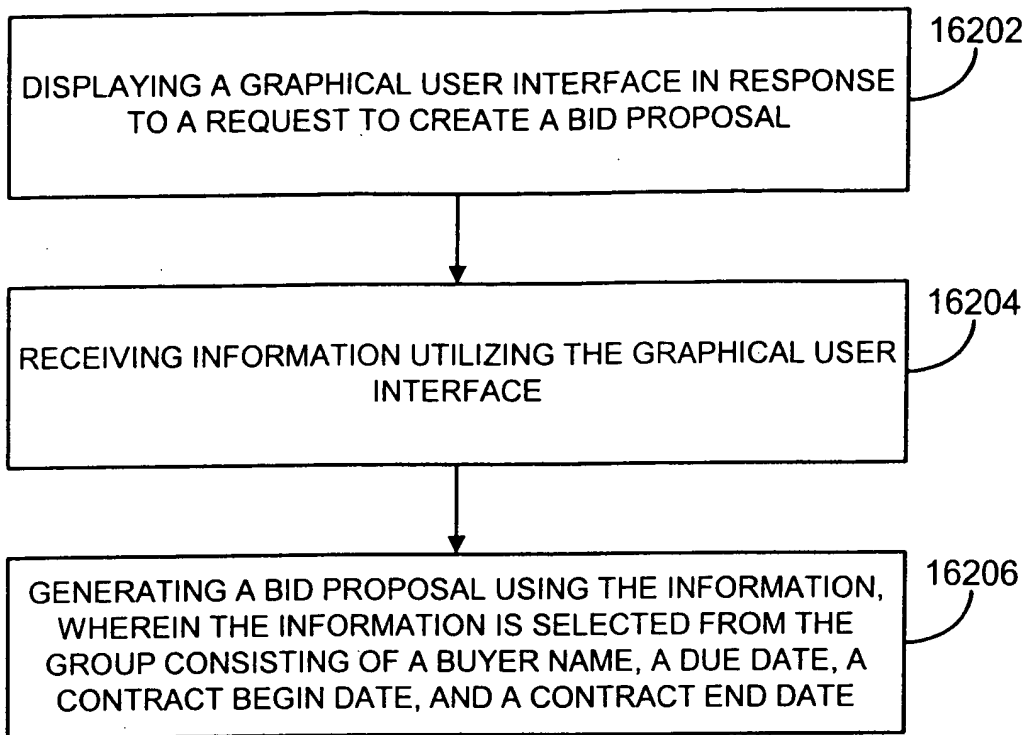 16202
DISPLAYING A GRAPHICAL USER INTERFACE IN RESPONSE
TO A REQUEST TO CREATE A BID PROPOSAL
16204
RECEIVING INFORMATION UTILIZING THE GRAPHICAL USER
INTERFACE
16206
GENERATING A BID PROPOSAL USING THE INFORMATION,
WHEREIN THE INFORMATION IS SELECTED FROM THE
GROUP CONSISTING OF A BUYER NAME, A DUE DATE, A
CONTRACT BEGIN DATE, AND A CONTRACT END DATE